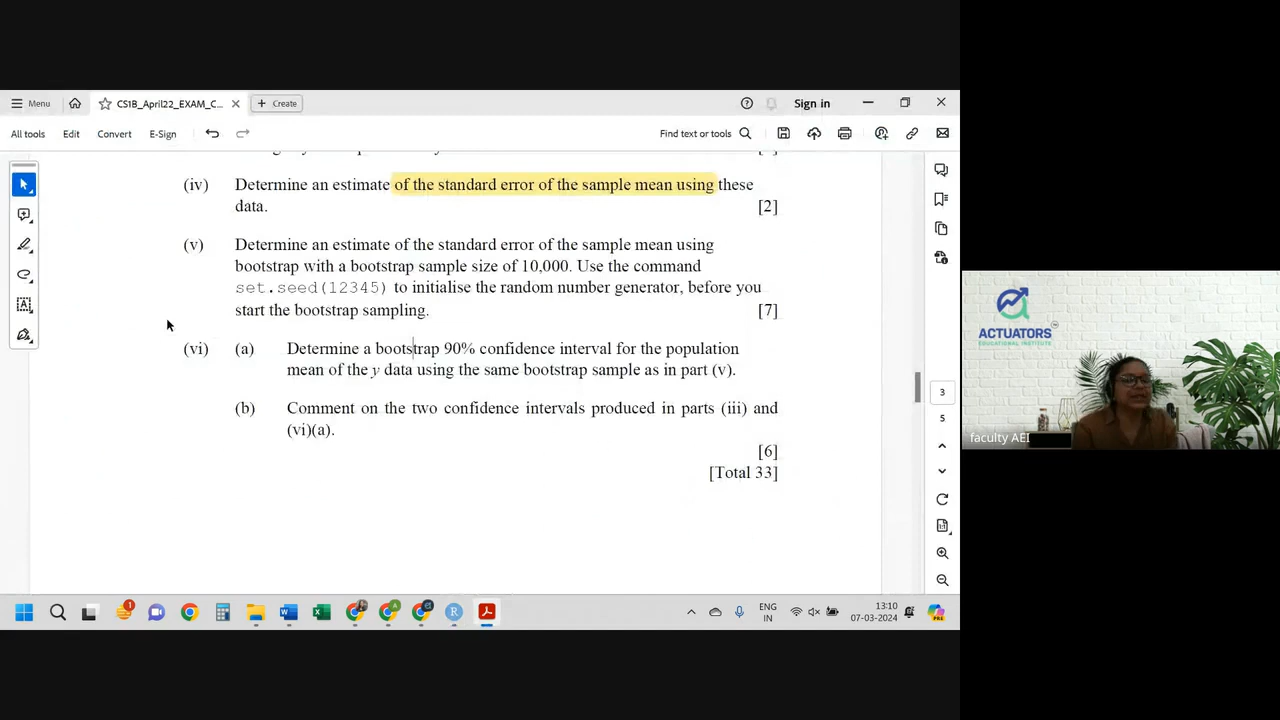 Menu
CS1B_April22_EXAM_C...
Create
Sign in
All tools
Edit
Convert
E-Sign
Find text or tools
(iv) Determine an estimate of the standard error of the sample mean using these
data. [2]
(v) Determine an estimate of the standard error of the sample mean using
bootstrap with a bootstrap sample size of 10,000. Use the command
set.seed(12345) to initialise the random number generator, before you
start the bootstrap sampling. [7]
(vi) (a) Determine a bootstrap 90% confidence interval for the population
mean of the y data using the same bootstrap sample as in part (v).
(b) Comment on the two confidence intervals produced in parts (iii) and
(vi)(a).
[6]
[Total 33]
3
5
ACTUATORS
EDUCATIONAL INSTITUTE
TM
faculty AEI
1
ENG
IN
13:10
07-03-2024